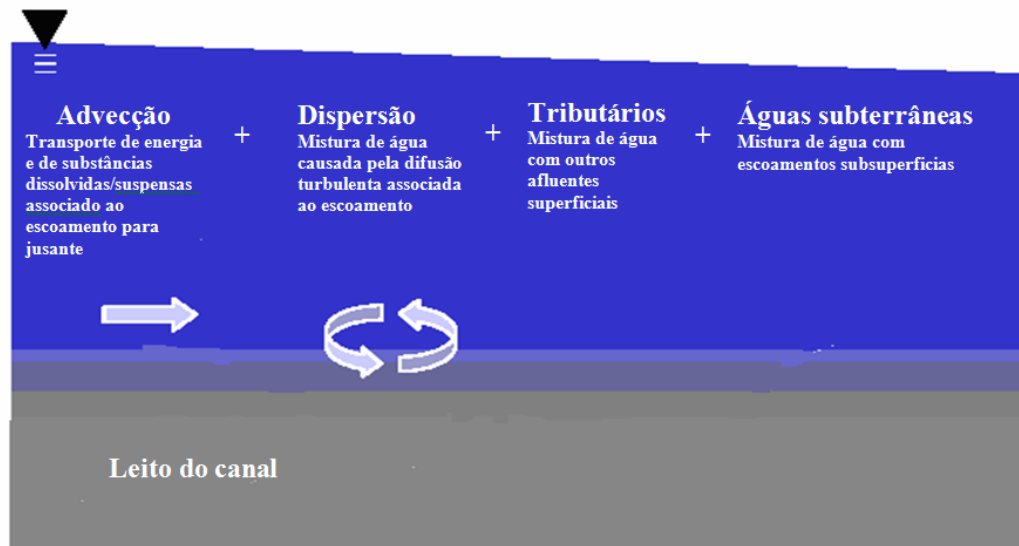 Advecção
Transporte de energia
e de substâncias
dissolvidas/suspensas
associado ao
escoamento para
jusante
+
Dispersão
Mistura de água
causada pela difusão
turbulenta associada
ao escoamento
+
Tributários
Mistura de água
com outros
afluentes
superficiais
+
Águas subterrâneas
Mistura de água com
escoamentos subsuperficias
Leito do canal